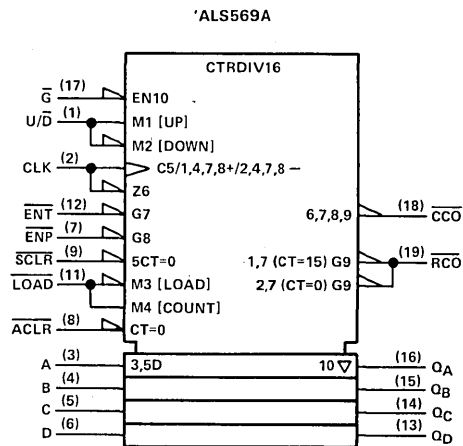 'ALS569A
CTRDIV16
G̅ (17) EN10
U/D̅ (1) M1 [UP]
M2 [DOWN]
CLK (2) C5/1,4,7,8+/2,4,7,8 −
Z6
E̅N̅T̅ (12) G7
6,7,8,9 (18) C̅C̅O̅
E̅N̅P̅ (7) G8
S̅C̅L̅R̅ (9) 5CT=0
1,7 (CT=15) G9 (19) R̅C̅O̅
L̅O̅A̅D̅ (11) M3 [LOAD]
2,7 (CT=0) G9
M4 [COUNT]
A̅C̅L̅R̅ (8) CT=0
A (3) 3,5D 10 ▽ (16) QA
B (4) (15) QB
C (5) (14) QC
D (6) (13) QD